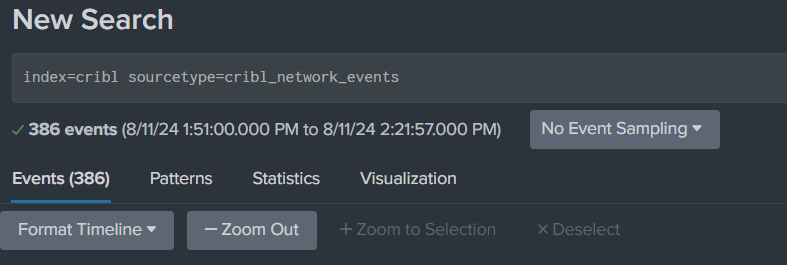 New Search
index=cribl sourcetype=cribl_network_events
✓ 386 events (8/11/24 1:51:00.000 PM to 8/11/24 2:21:57.000 PM) No Event Sampling ▾
Events (386) Patterns Statistics Visualization
Format Timeline ▾ — Zoom Out + Zoom to Selection × Deselect